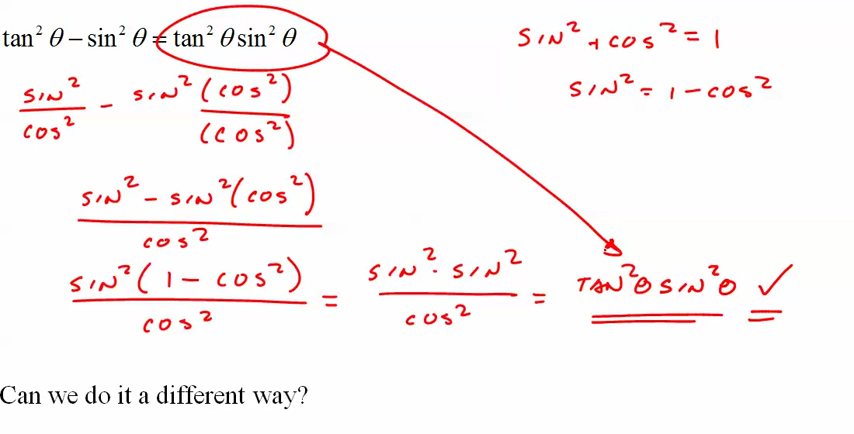 tan² θ – sin² θ = tan² θ sin² θ
SIN² + COS² = 1
SIN² = 1 - COS²
SIN²/COS² - SIN²(COS²)/(COS²)
SIN² - SIN²(COS²)/COS²
SIN²(1 - COS²)/COS² = SIN² · SIN²/COS² = TAN²θ SIN²θ ✓
Can we do it a different way?